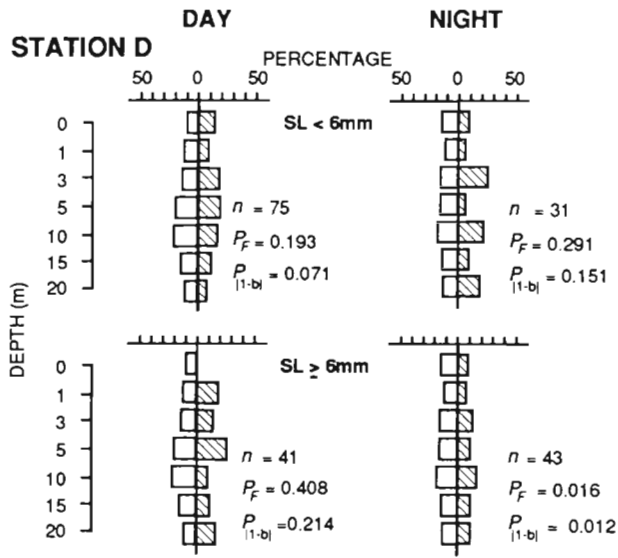 DAY NIGHT
STATION D
PERCENTAGE
50 0 50 50 0 50
SL < 6mm
0
1
3
5 n = 75 n = 31
10 P_F = 0.193 P_F = 0.291
15 P_|1-b| = 0.071 P_|1-b| = 0.151
20
DEPTH (m)
SL ≥ 6mm
0
1
3
5 n = 41 n = 43
10 P_F = 0.408 P_F = 0.016
15 P_|1-b| =0.214 P_|1-b| = 0.012
20